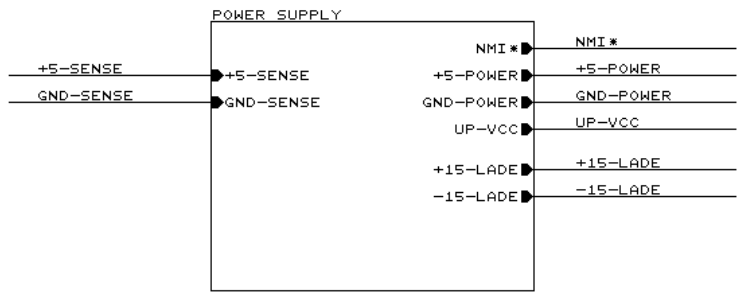 POWER SUPPLY
NMI* NMI*
+5-SENSE +5-SENSE +5-POWER +5-POWER
GND-SENSE GND-SENSE GND-POWER GND-POWER
UP-VCC UP-VCC
+15-LADE +15-LADE
-15-LADE -15-LADE